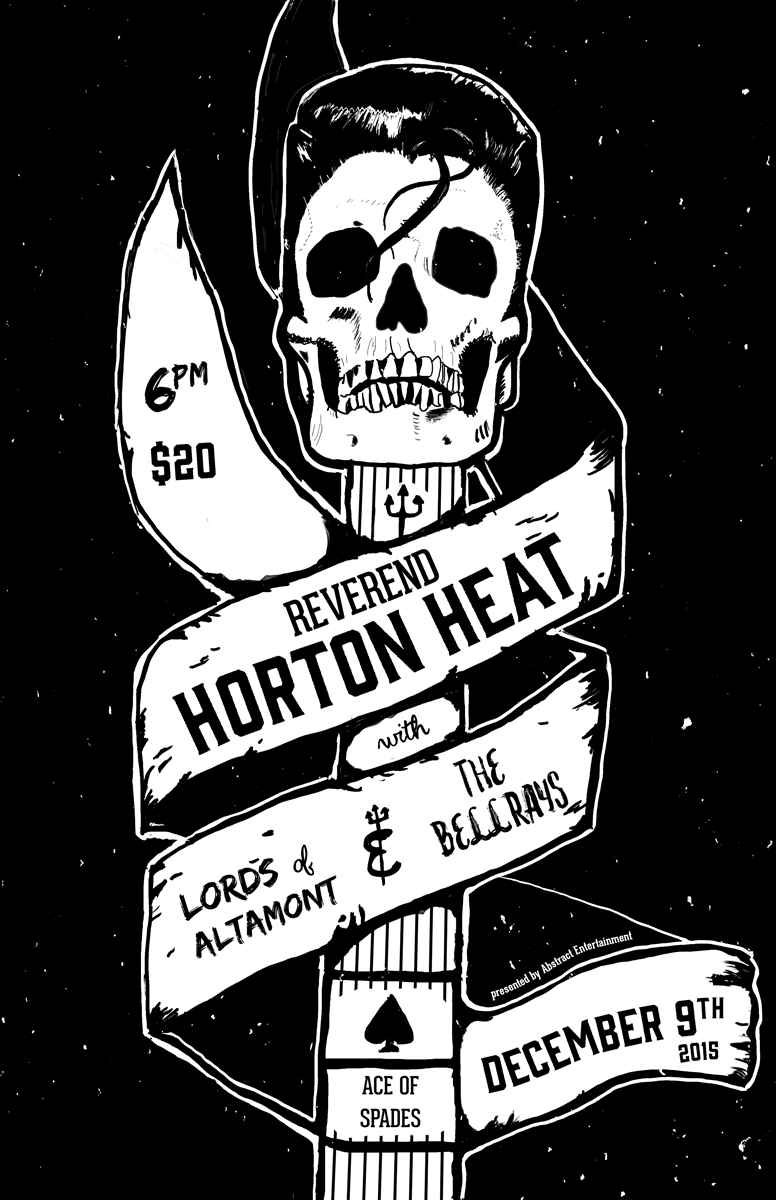 6PM
$20
REVEREND
HORTON HEAT
with
THE
BELLRAYS
&
LORDS of
ALTAMONT
presented by Abstract Entertainment
DECEMBER 9TH
2015
ACE OF
SPADES